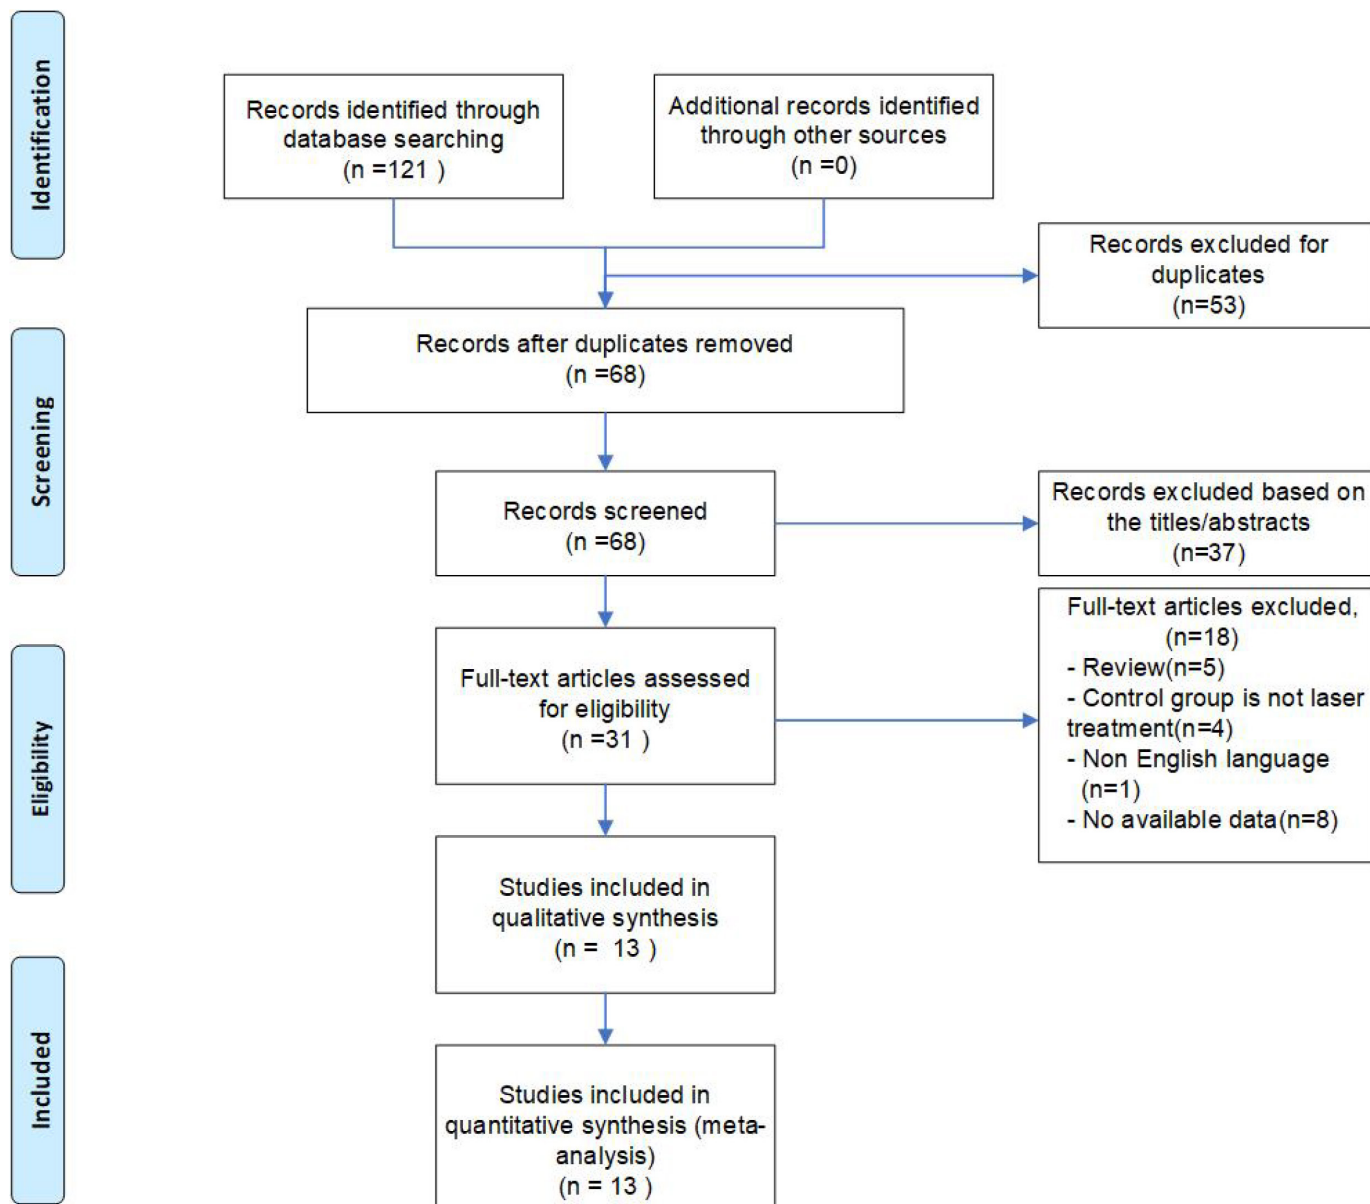 Identification
Records identified through
database searching
(n =121 )
Additional records identified
through other sources
(n =0)
Records excluded for
duplicates
(n=53)
Screening
Records after duplicates removed
(n =68)
Records screened
(n =68)
Records excluded based on
the titles/abstracts
(n=37)
Eligibility
Full-text articles assessed
for eligibility
(n =31 )
Full-text articles excluded,
(n=18)
- Review(n=5)
- Control group is not laser
treatment(n=4)
- Non English language
(n=1)
- No available data(n=8)
Studies included in
qualitative synthesis
(n =  13 )
Included
Studies included in
quantitative synthesis (meta-
analysis)
(n = 13 )